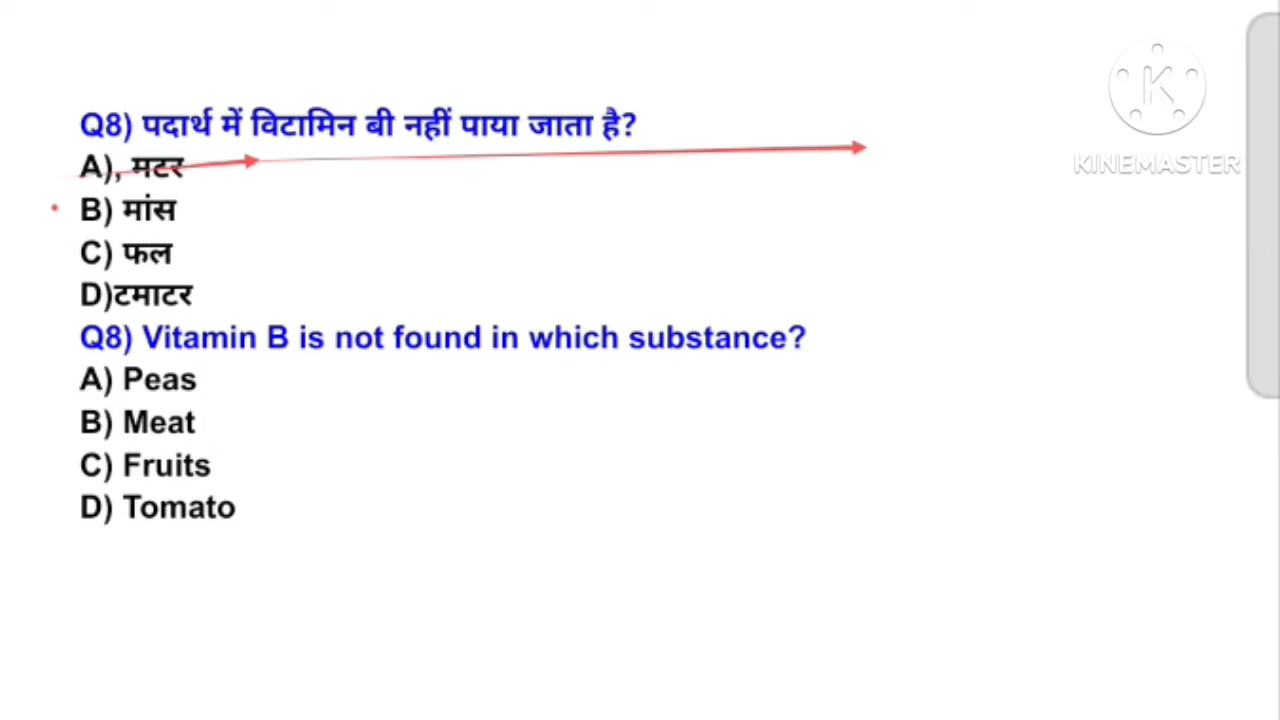 Q8) पदार्थ में विटामिन बी नहीं पाया जाता है?
A), मटर
B) मांस
C) फल
D)टमाटर
Q8) Vitamin B is not found in which substance?
A) Peas
B) Meat
C) Fruits
D) Tomato
K
KINEMASTER